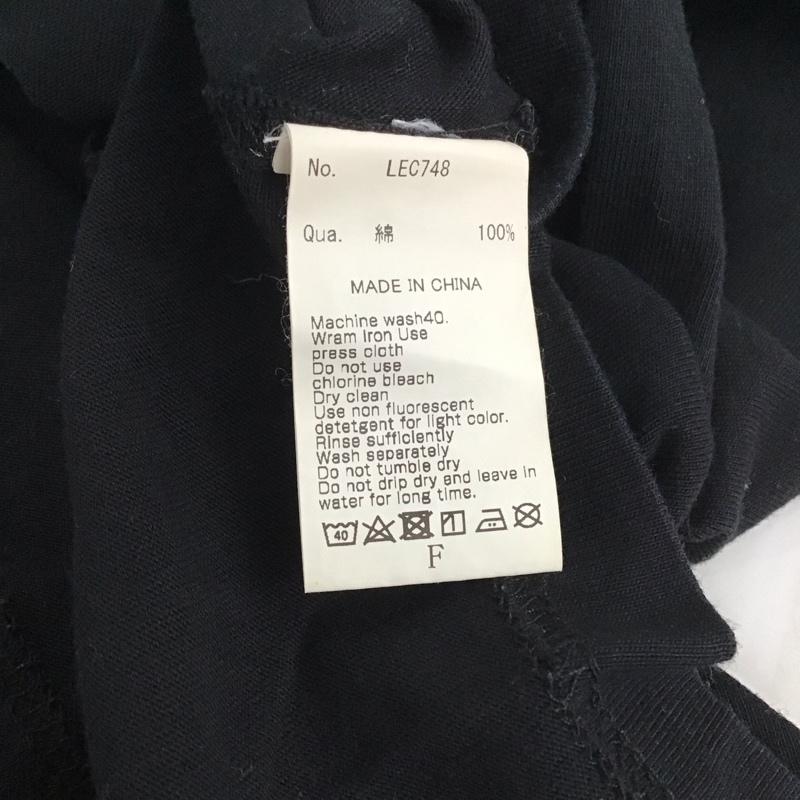 No. LEC748
Qua. 綿 100%
MADE IN CHINA
Machine wash40.
Wram Iron Use
press cloth
Do not use
chlorine bleach
Dry clean
Use non fluorescent
detetgent for light color.
Rinse sufficiently
Wash separately
Do not tumble dry
Do not drip dry and leave in
water for long time.
40
F